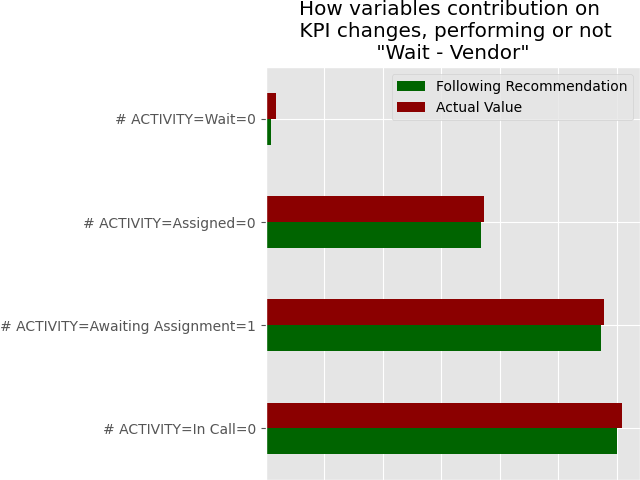 How variables contribution on
KPI changes, performing or not
"Wait - Vendor"
Following Recommendation
Actual Value
# ACTIVITY=Wait=0
# ACTIVITY=Assigned=0
# ACTIVITY=Awaiting Assignment=1
# ACTIVITY=In Call=0